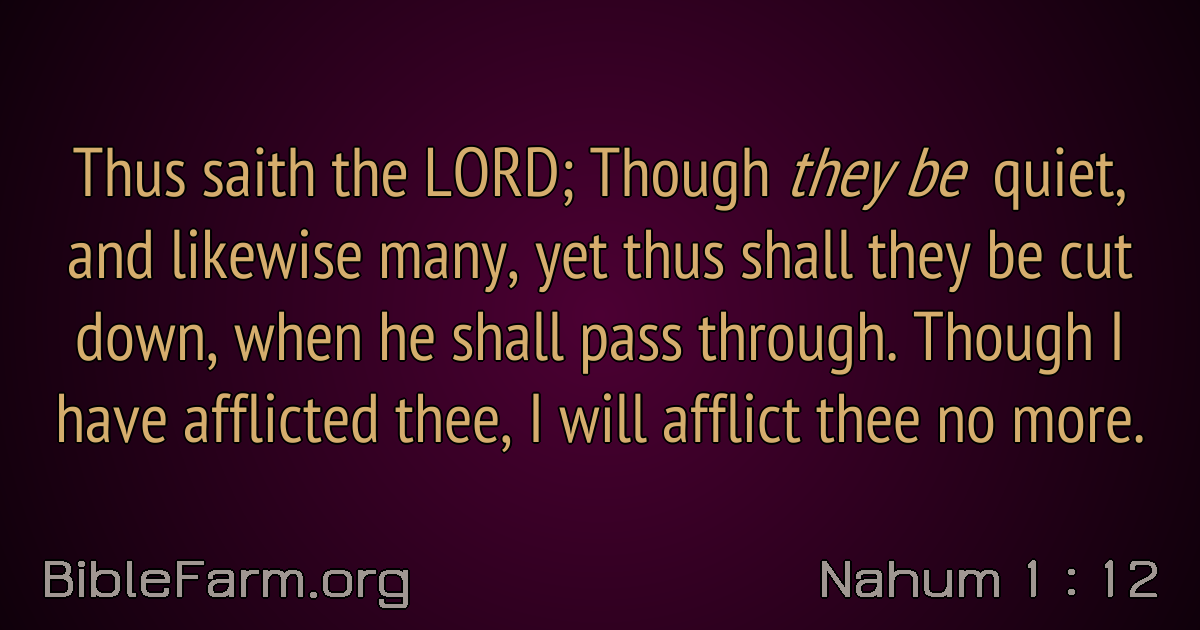 Thus saith the LORD; Though they be quiet,
and likewise many, yet thus shall they be cut
down, when he shall pass through. Though I
have afflicted thee, I will afflict thee no more.
BibleFarm.org
Nahum 1 : 12